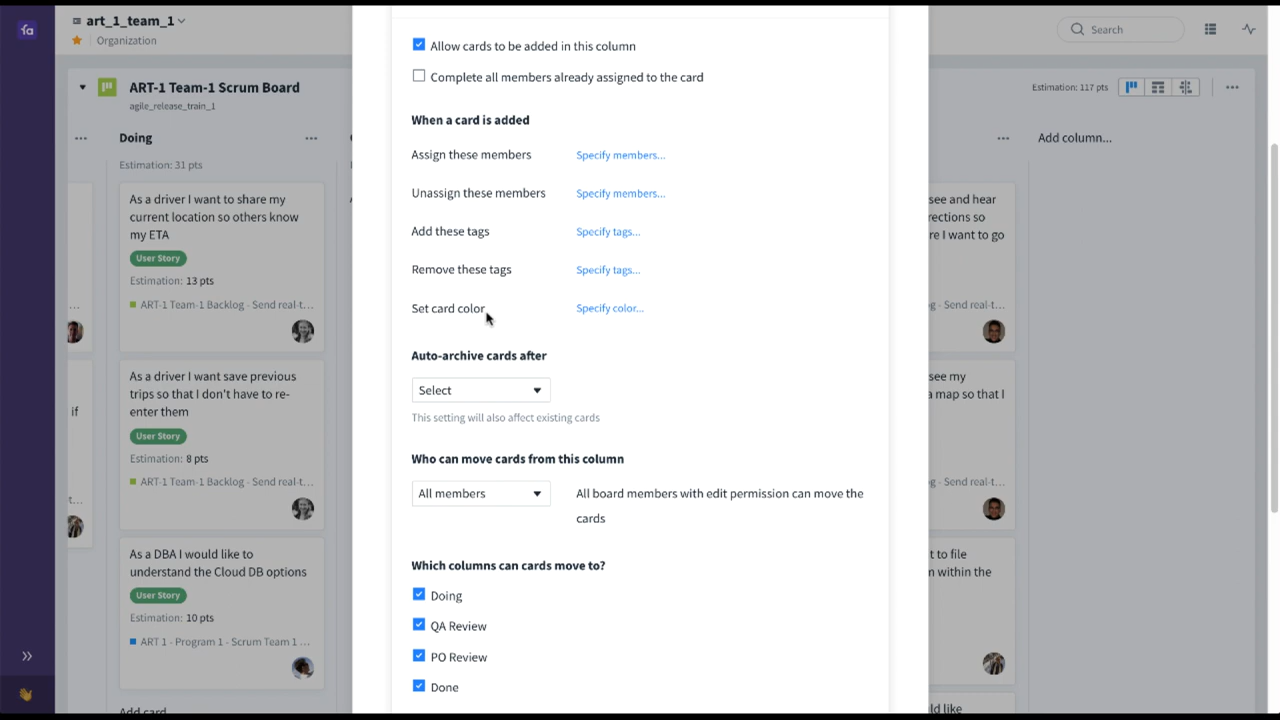 art_1_team_1
Organization
Search
ART-1 Team-1 Scrum Board
agile_release_train_1
Estimation: 117 pts
Doing
Add column...
Estimation: 31 pts
As a driver I want to share my
current location so others know
my ETA
User Story
Estimation: 13 pts
ART-1 Team-1 Backlog - Send real-t...
As a driver I want save previous
trips so that I don't have to re-
enter them
User Story
Estimation: 8 pts
ART-1 Team-1 Backlog - Send real-t...
As a DBA I would like to
understand the Cloud DB options
User Story
Estimation: 10 pts
ART 1 - Program 1 - Scrum Team 1 ...
Add card
if
t...
Allow cards to be added in this column
Complete all members already assigned to the card
When a card is added
Assign these members Specify members...
Unassign these members Specify members...
Add these tags Specify tags...
Remove these tags Specify tags...
Set card color Specify color...
Auto-archive cards after
Select
This setting will also affect existing cards
Who can move cards from this column
All members
All board members with edit permission can move the
cards
Which columns can cards move to?
Doing
QA Review
PO Review
Done
see and hear
rections so
re I want to go
g - Send real-t...
see my
a map so that I
g - Send real-t...
t to file
n within the
ld like